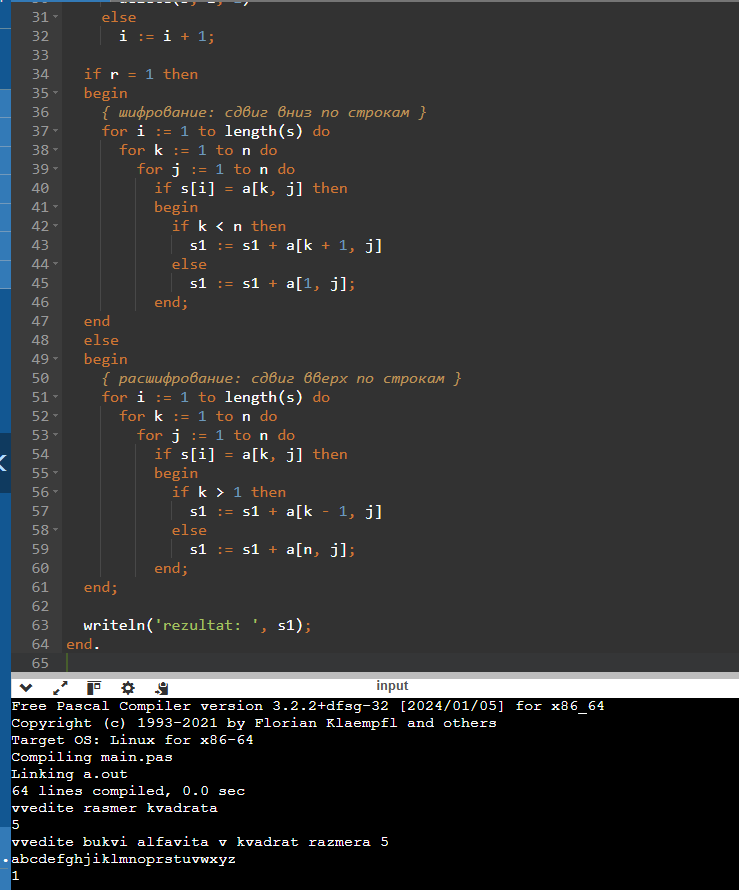 31 else
32 i := i + 1;
33
34 if r = 1 then
35 begin
36 { шифрование: сдвиг вниз по строкам }
37 for i := 1 to length(s) do
38 for k := 1 to n do
39 for j := 1 to n do
40 if s[i] = a[k, j] then
41 begin
42 if k < n then
43 s1 := s1 + a[k + 1, j]
44 else
45 s1 := s1 + a[1, j];
46 end;
47 end
48 else
49 begin
50 { расшифрование: сдвиг вверх по строкам }
51 for i := 1 to length(s) do
52 for k := 1 to n do
53 for j := 1 to n do
54 if s[i] = a[k, j] then
55 begin
56 if k > 1 then
57 s1 := s1 + a[k - 1, j]
58 else
59 s1 := s1 + a[n, j];
60 end;
61 end;
62
63 writeln('rezultat: ', s1);
64 end.
65
input
Free Pascal Compiler version 3.2.2+dfsg-32 [2024/01/05] for x86_64
Copyright (c) 1993-2021 by Florian Klaempfl and others
Target OS: Linux for x86-64
Compiling main.pas
Linking a.out
64 lines compiled, 0.0 sec
vvedite rasmer kvadrata
5
vvedite bukvi alfavita v kvadrat razmera 5
abcdefghjiklmnoprstuvwxyz
1